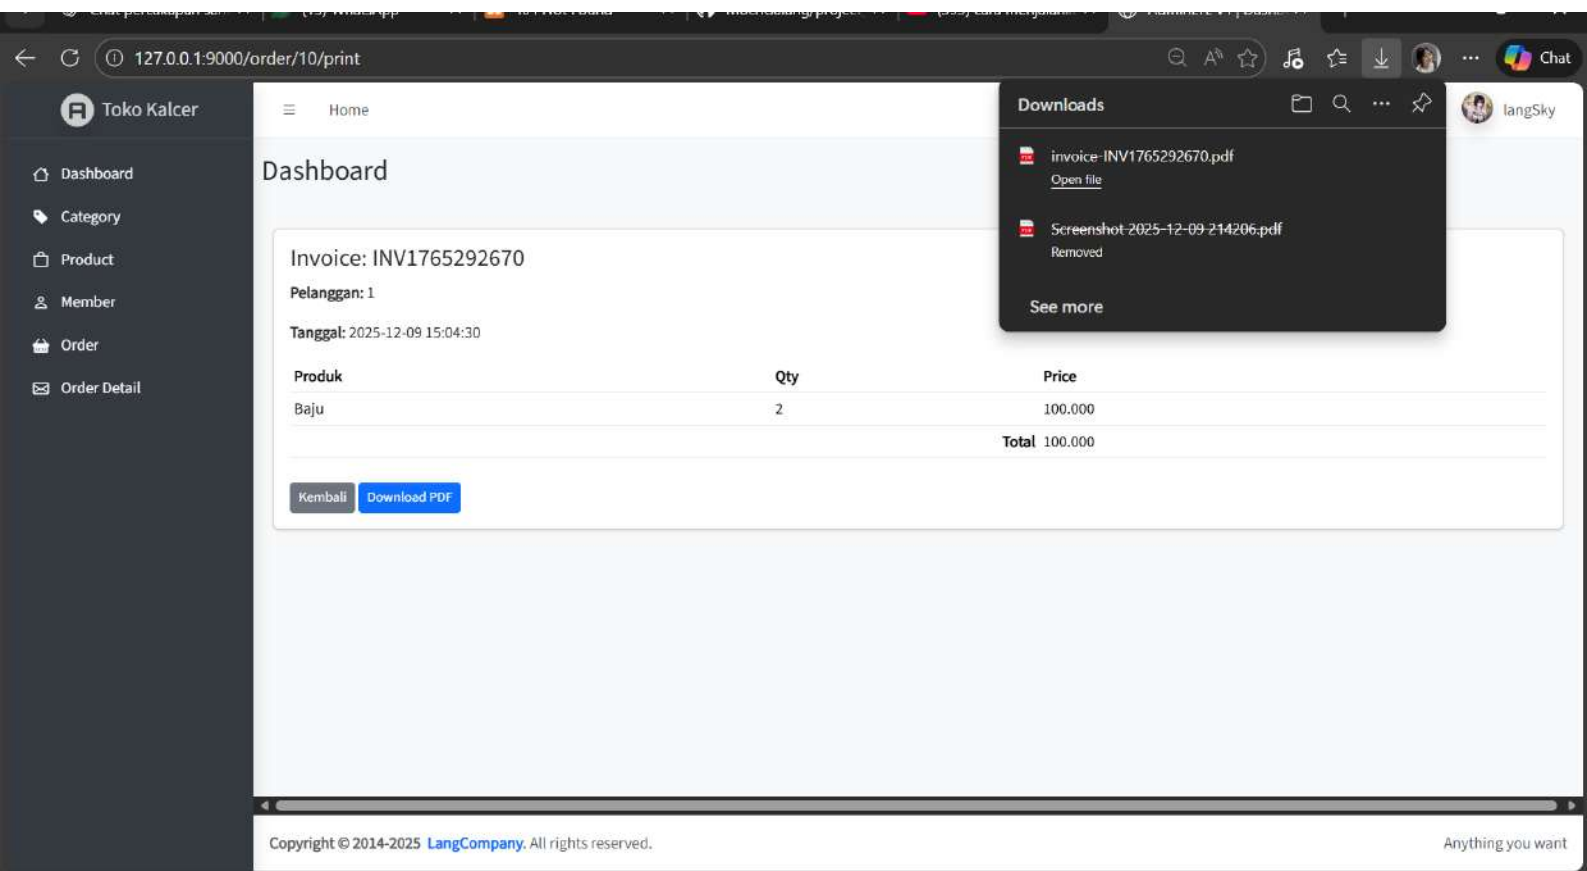 127.0.0.1:9000/order/10/print
Chat
Toko Kalcer
Home
Downloads
langSky
invoice-INV1765292670.pdf
Open file
Screenshot 2025-12-09 214206.pdf
Removed
See more
Dashboard
Category
Product
Member
Order
Order Detail
Dashboard
Invoice: INV1765292670
Pelanggan: 1
Tanggal: 2025-12-09 15:04:30
Produk Qty Price
Baju 2 100.000
Total 100.000
Kembali Download PDF
Copyright © 2014-2025 LangCompany. All rights reserved.
Anything you want